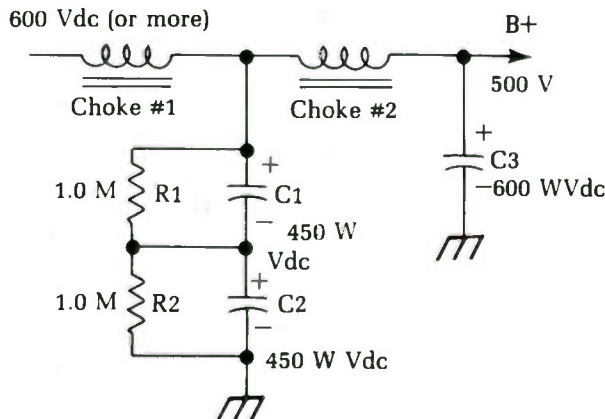 600 Vdc (or more)
B+
Choke #1
Choke #2
500 V
+
C3
-600 WVdc
1.0 M
R1
+
C1
-
450 W
Vdc
1.0 M
R2
+
C2
-
450 W Vdc